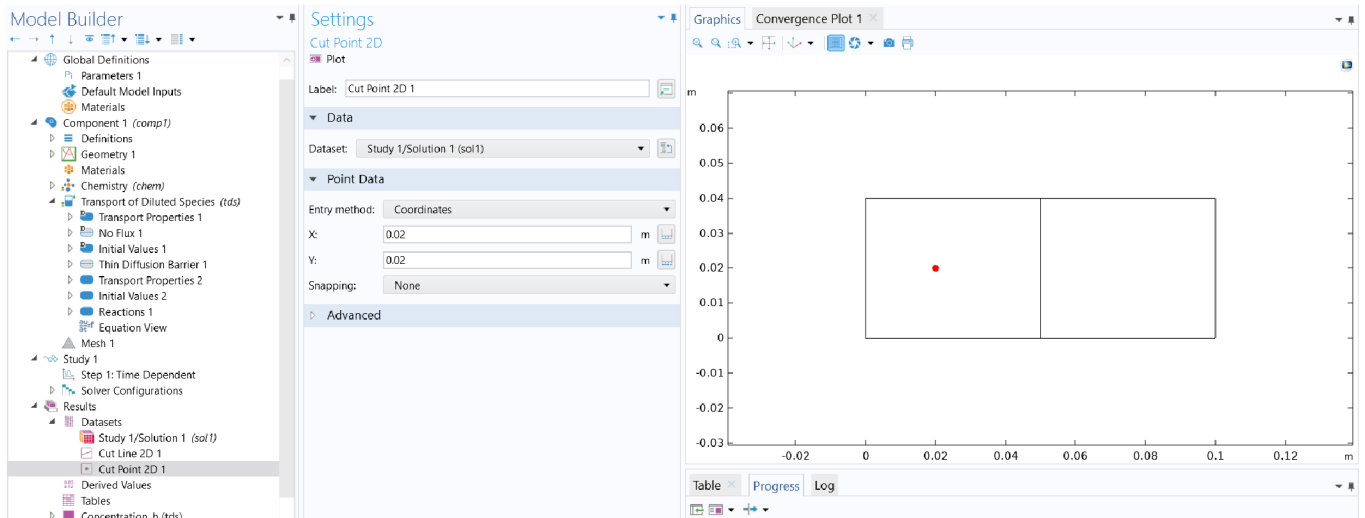 Model Builder
Global Definitions
Pi Parameters 1
Default Model Inputs
Materials
Component 1 (comp1)
Definitions
Geometry 1
Materials
Chemistry (chem)
Transport of Diluted Species (tds)
D Transport Properties 1
D No Flux 1
D Initial Values 1
Thin Diffusion Barrier 1
Transport Properties 2
Initial Values 2
Reactions 1
Equation View
Mesh 1
Study 1
Step 1: Time Dependent
Solver Configurations
Results
Datasets
Study 1/Solution 1 (sol1)
Cut Line 2D 1
Cut Point 2D 1
Derived Values
Tables
Concentration, b (tds)
Settings
Cut Point 2D
Plot
Label: Cut Point 2D 1
Data
Dataset: Study 1/Solution 1 (sol1)
Point Data
Entry method: Coordinates
X: 0.02 m
Y: 0.02 m
Snapping: None
Advanced
Graphics Convergence Plot 1
m
0.06
0.05
0.04
0.03
0.02
0.01
0
-0.01
-0.02
-0.03
-0.02 0 0.02 0.04 0.06 0.08 0.1 0.12 m
Table Progress Log